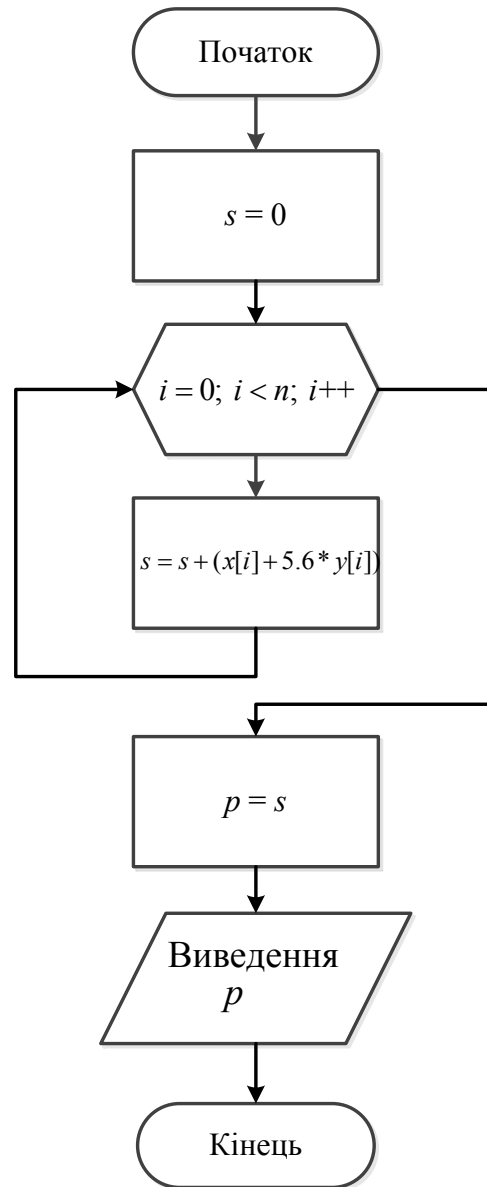 Початок
s = 0
i = 0; i < n; i++
s = s + (x[i] + 5.6 * y[i])
p = s
Виведення
p
Кінець